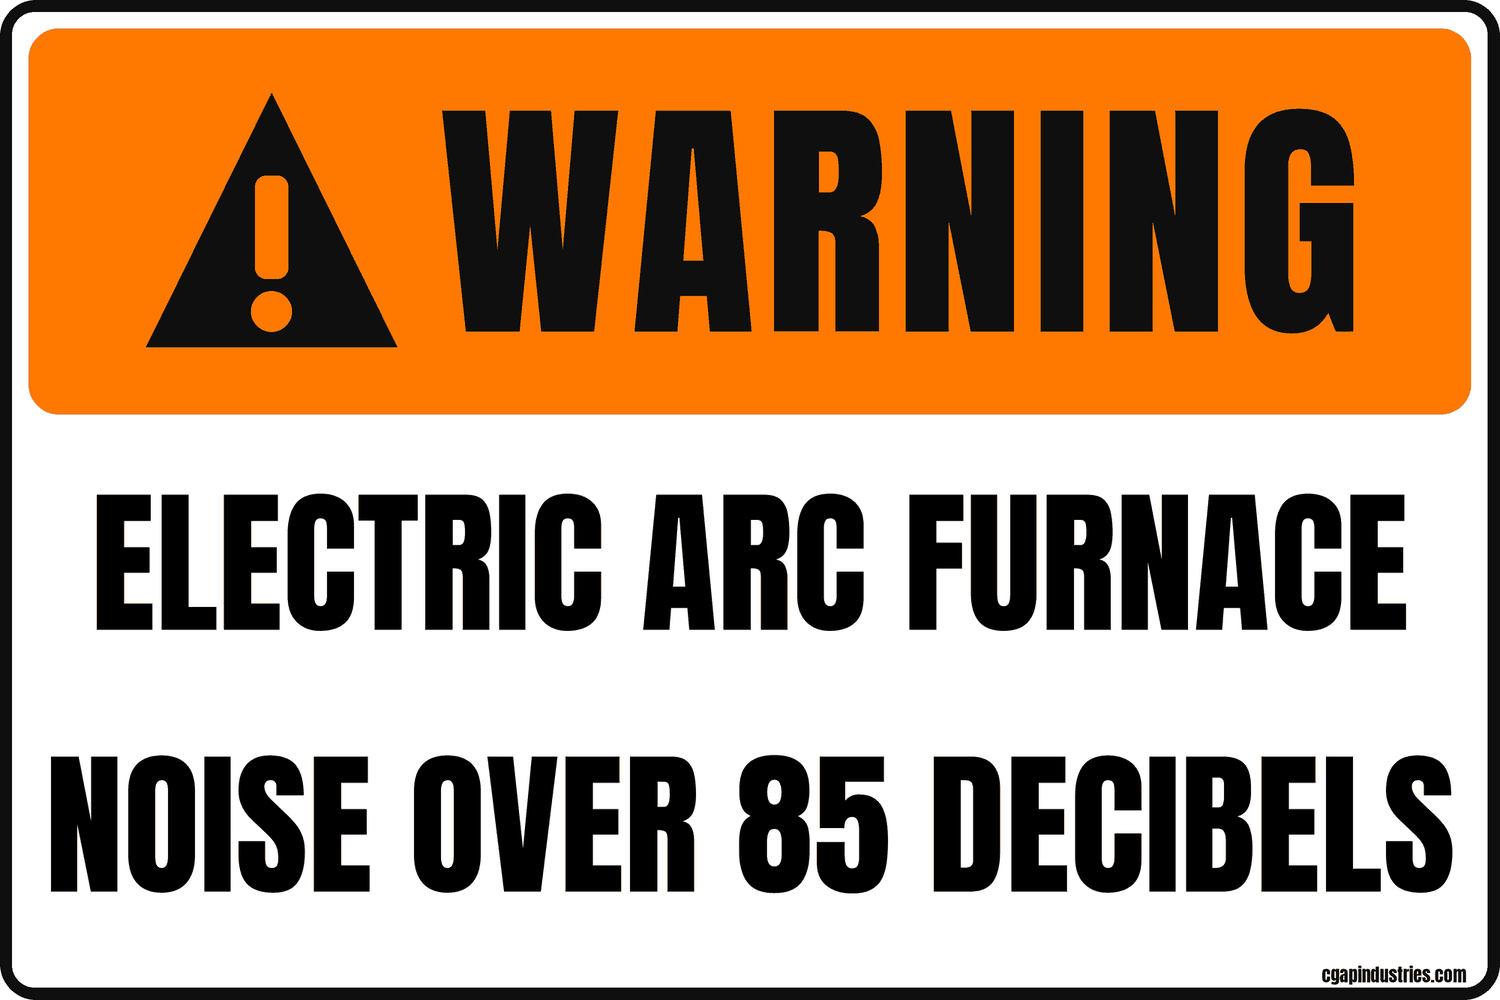 WARNING
ELECTRIC ARC FURNACE
NOISE OVER 85 DECIBELS
cgapindustries.com